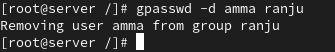 [root@server /]# gpasswd -d amma ranju
Removing user amma from group ranju
[root@server /]#